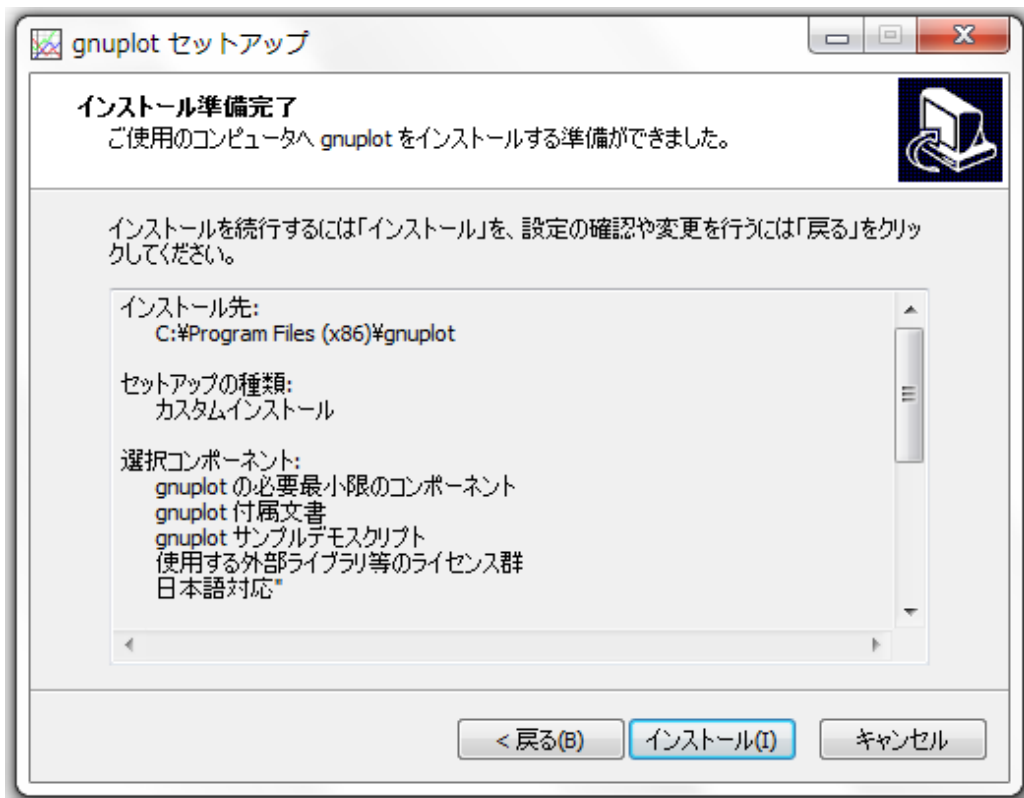 gnuplot セットアップ
インストール準備完了
ご使用のコンピュータへ gnuplot をインストールする準備ができました。
インストールを続行するには「インストール」を、設定の確認や変更を行うには「戻る」をクリッ
クしてください。
インストール先:
C:¥Program Files (x86)¥gnuplot
セットアップの種類:
カスタムインストール
選択コンポーネント:
gnuplot の必要最小限のコンポーネント
gnuplot 付属文書
gnuplot サンプルデモスクリプト
使用する外部ライブラリ等のライセンス群
日本語対応"
< 戻る(B)
インストール(I)
キャンセル